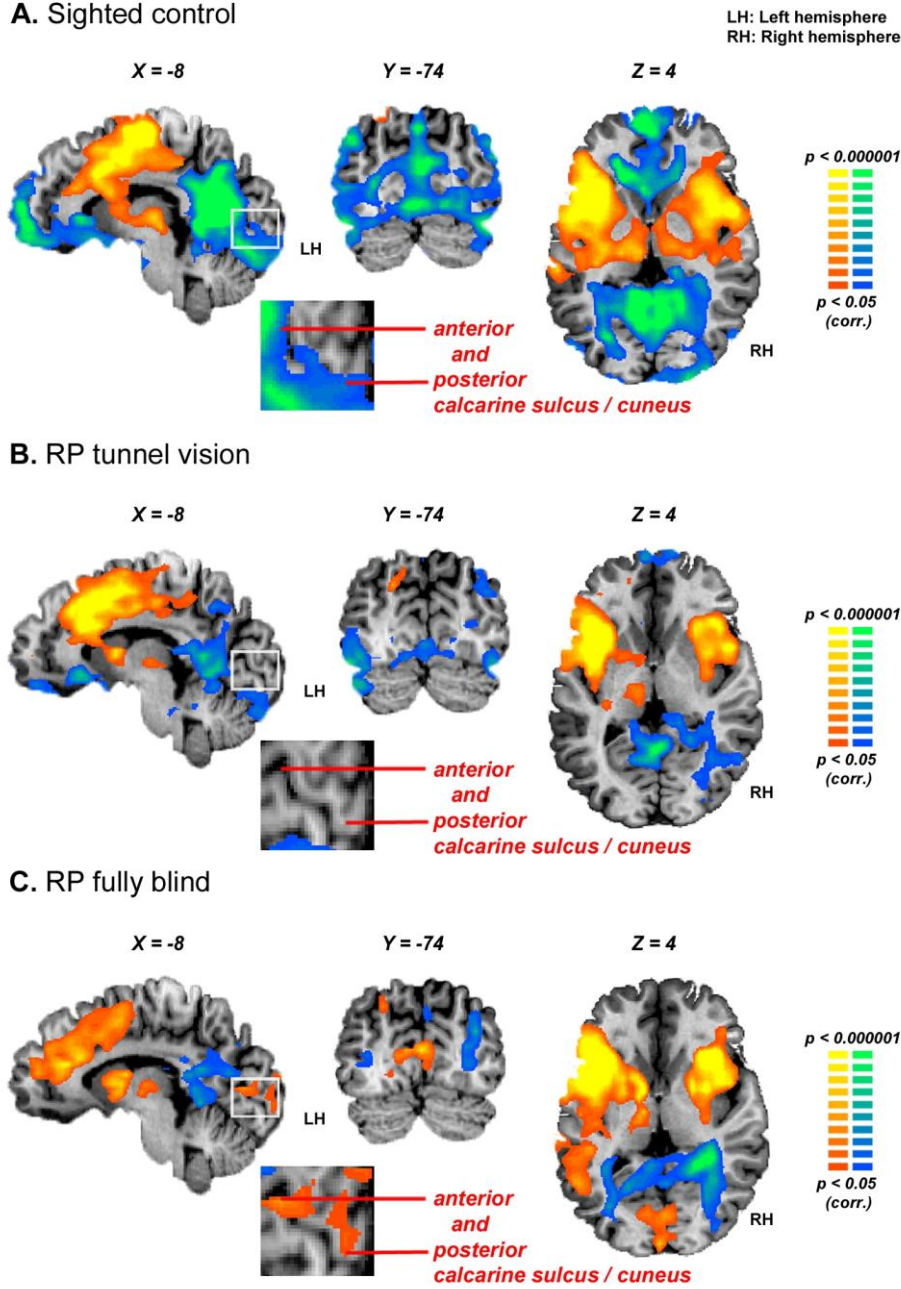 A. Sighted control
LH: Left hemisphere
RH: Right hemisphere
X = -8
Y = -74
Z = 4
p < 0.000001
LH
anterior
and
posterior
calcarine sulcus / cuneus
RH
p < 0.05
(corr.)
B. RP tunnel vision
X = -8
Y = -74
Z = 4
p < 0.000001
LH
anterior
and
posterior
calcarine sulcus / cuneus
RH
p < 0.05
(corr.)
C. RP fully blind
X = -8
Y = -74
Z = 4
p < 0.000001
LH
anterior
and
posterior
calcarine sulcus / cuneus
RH
p < 0.05
(corr.)